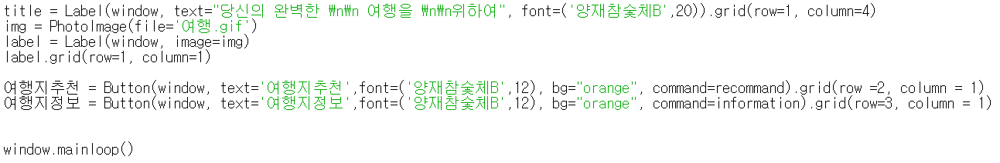 title = Label(window, text="당신의 완벽한 ₩n₩n 여행을 ₩n₩n위하여", font=('양재참숯체B',20)).grid(row=1, column=4)
img = PhotoImage(file='여행.gif')
label = Label(window, image=img)
label.grid(row=1, column=1)
여행지추천 = Button(window, text='여행지추천',font=('양재참숯체B',12), bg="orange", command=recommand).grid(row =2, column = 1)
여행지정보 = Button(window, text='여행지정보',font=('양재참숯체B',12), bg="orange", command=information).grid(row=3, column = 1)
window.mainloop()